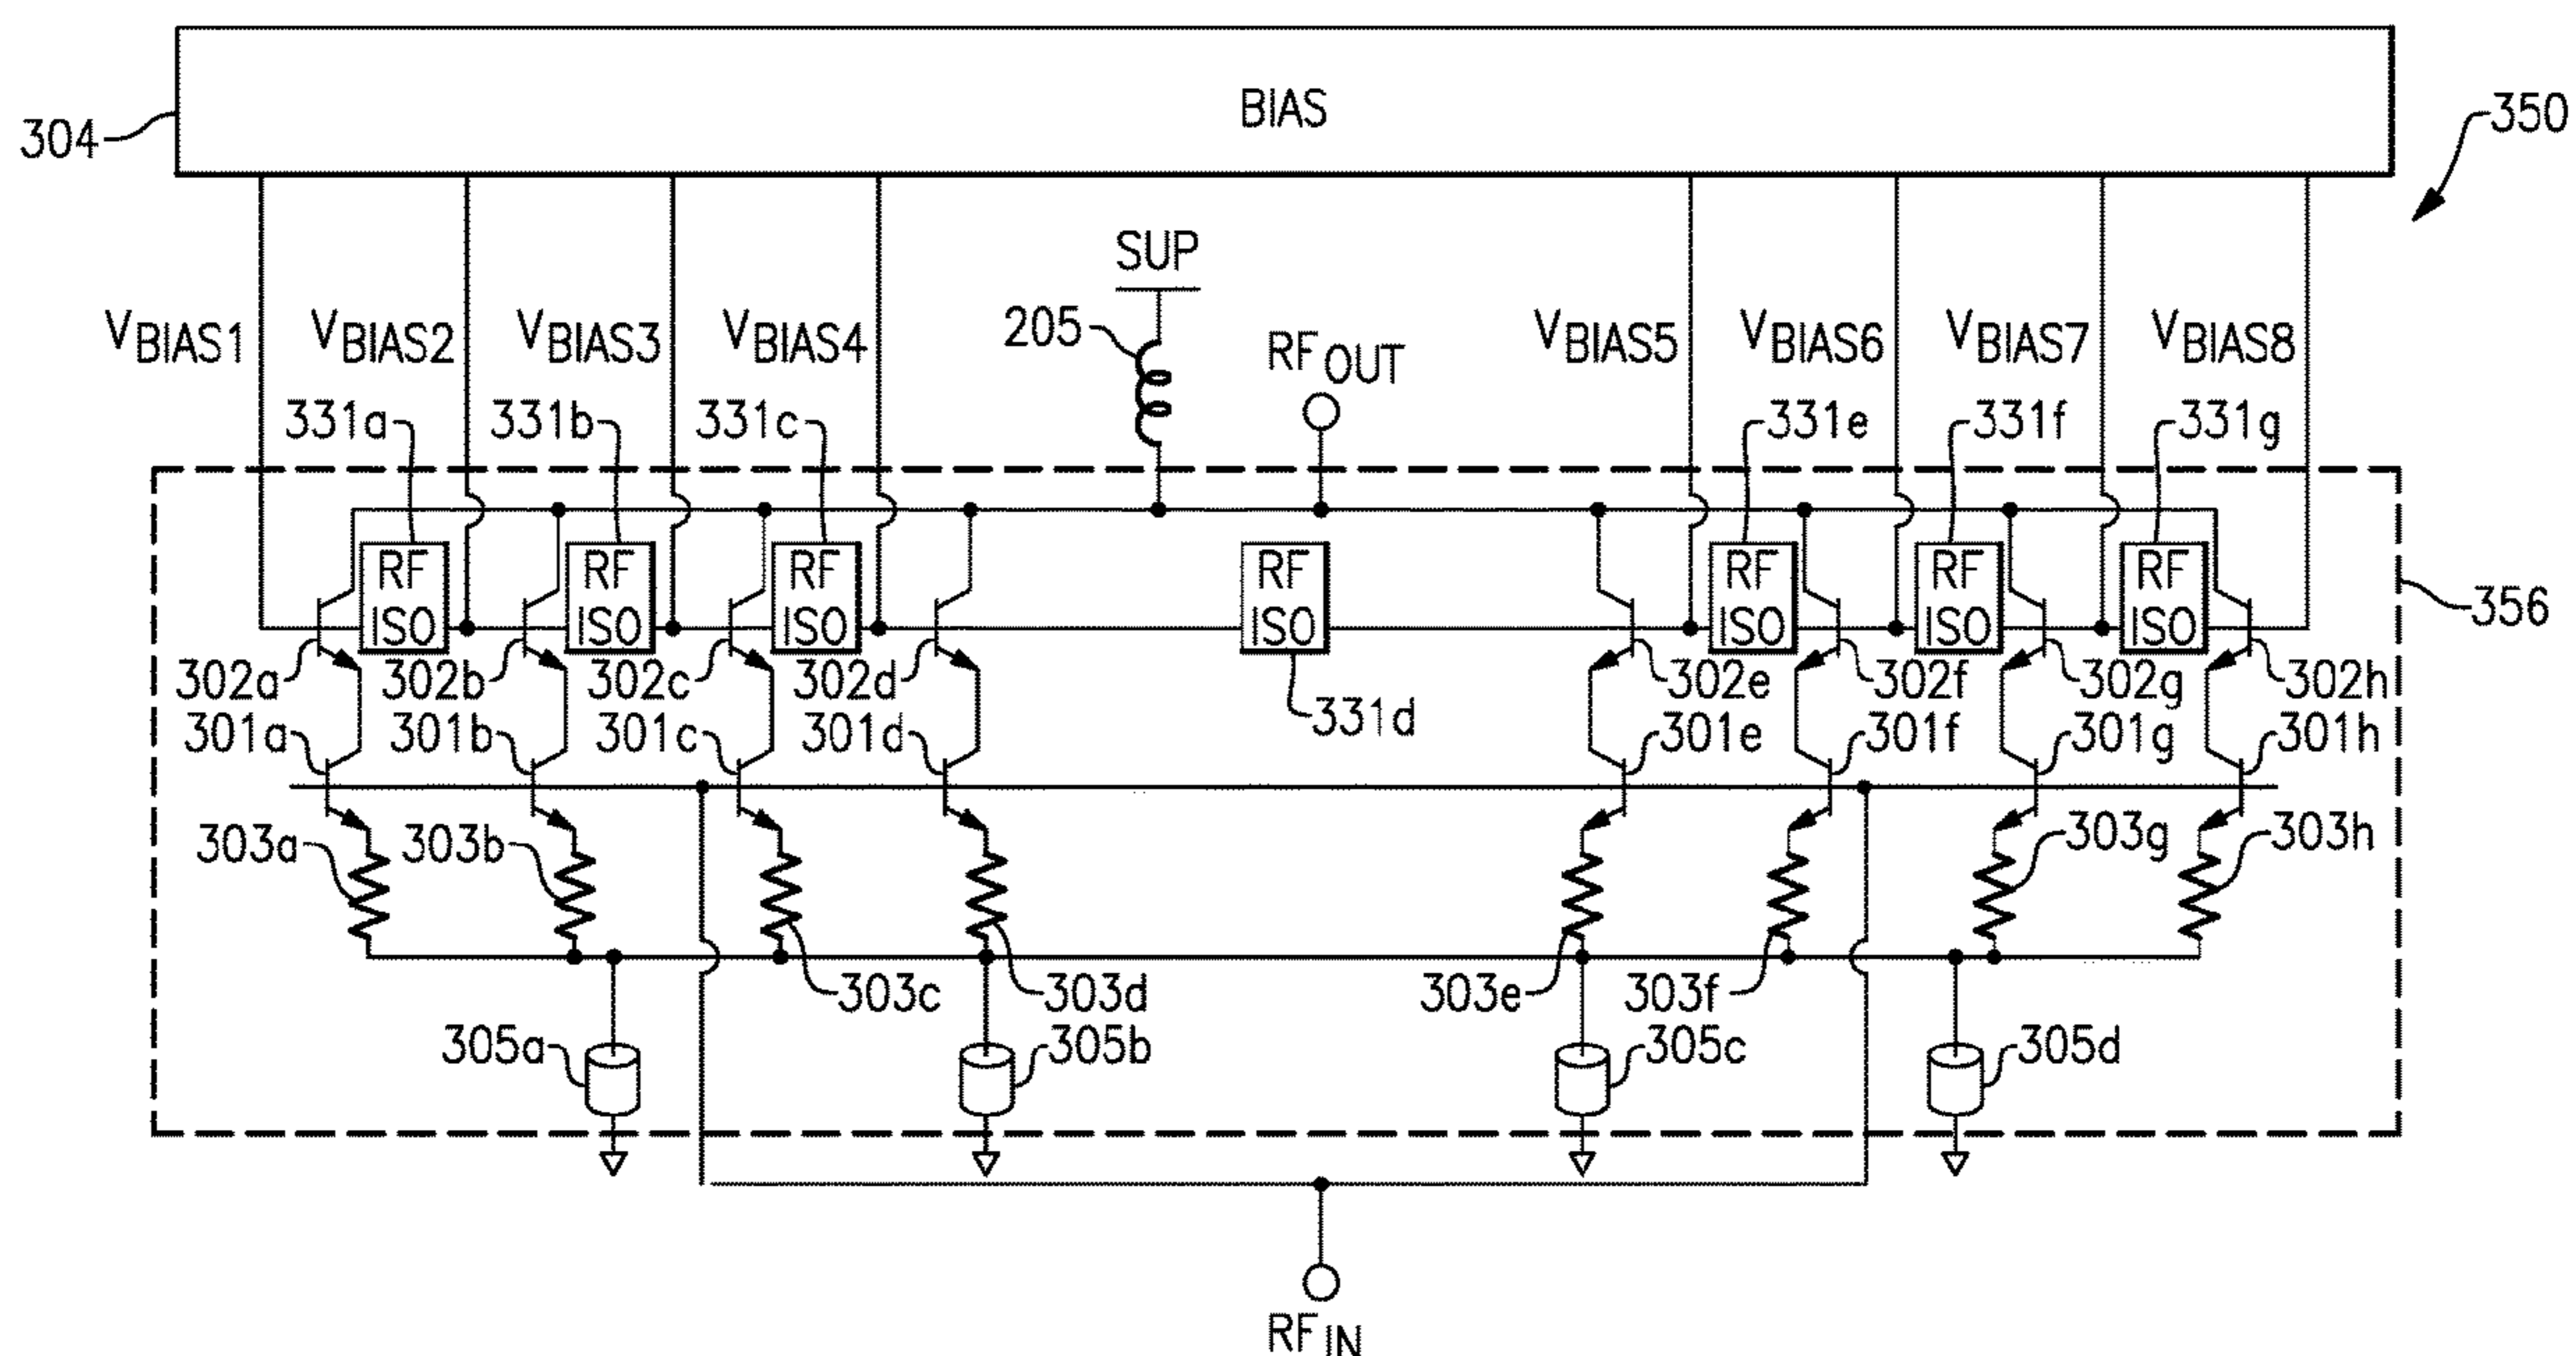 BIAS
304
350
SUP
205
RFOUT
VBIAS1
VBIAS2
VBIAS3
VBIAS4
VBIAS5
VBIAS6
VBIAS7
VBIAS8
331a
331b
331c
331e
331f
331g
RF
ISO
RF
ISO
RF
ISO
RF
ISO
RF
ISO
RF
ISO
RF
ISO
356
302a
302b
302c
302d
331d
302e
302f
302g
302h
301a
301b
301c
301d
301e
301f
301g
301h
303a
303b
303g
303h
303c
303d
303e
303f
305a
305b
305c
305d
RFIN